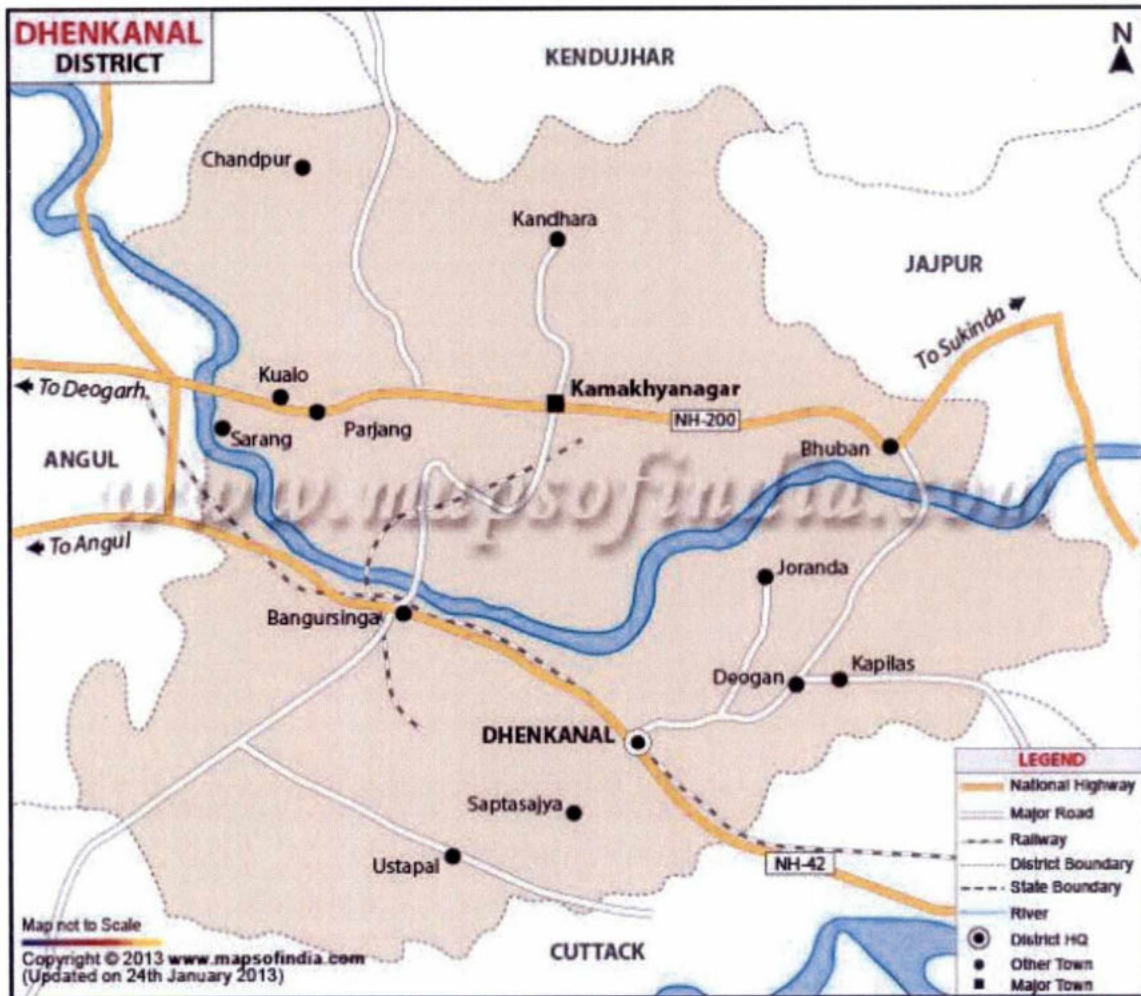 DHENKANAL
DISTRICT
N
KENDUJHAR
Chandpur
Kandhara
JAJPUR
To Sukinda
To Deogarh
Kualo
Kamakhyanagar
Sarang
Parjang
NH-200
Bhuban
ANGUL
www.mapsofindia.com
To Angul
Joranda
Bangursinga
Deogan
Kapilas
DHENKANAL
Saptasajya
Ustapal
NH-42
CUTTACK
LEGEND
National Highway
Major Road
Railway
District Boundary
State Boundary
River
District HQ
Other Town
Major Town
Map not to Scale
Copyright © 2013 www.mapsofindia.com
(Updated on 24th January 2013)